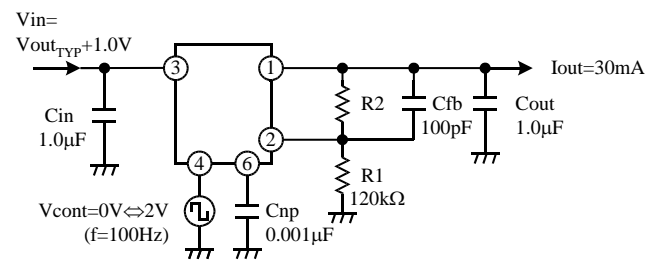 Vin=
Vout_TYP+1.0V
3
1
Iout=30mA
Cin
1.0μF
R2
Cfb
100pF
Cout
1.0μF
2
4
6
R1
120kΩ
Vcont=0V⇔2V
(f=100Hz)
Cnp
0.001μF